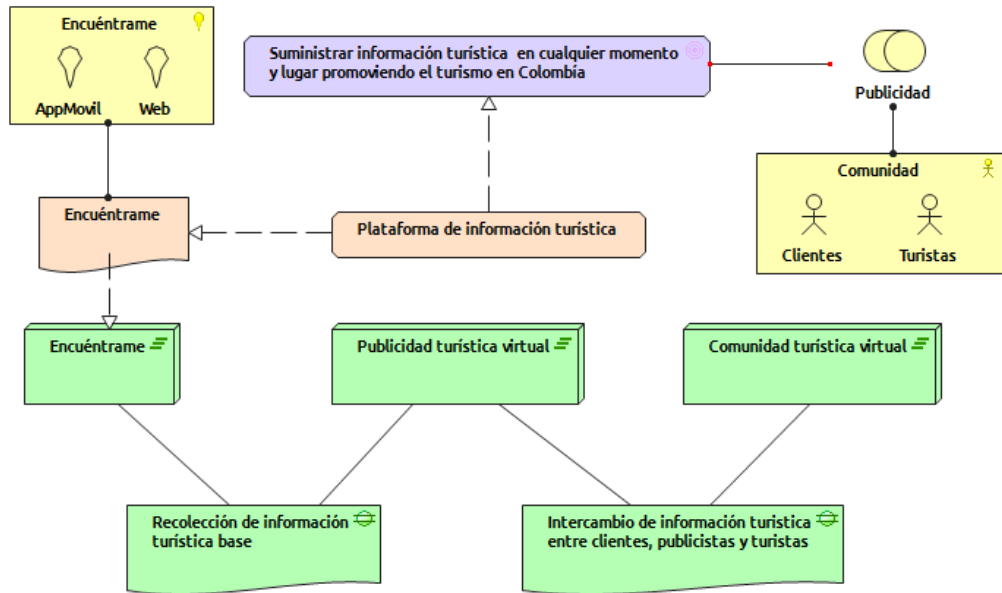 Encuéntrame
AppMovil
Web
Suministrar información turística en cualquier momento
y lugar promoviendo el turismo en Colombia
Publicidad
Comunidad
Clientes
Turistas
Encuéntrame
Plataforma de información turística
Encuéntrame
Publicidad turística virtual
Comunidad turística virtual
Recolección de información
turística base
Intercambio de información turistica
entre clientes, publicistas y turistas